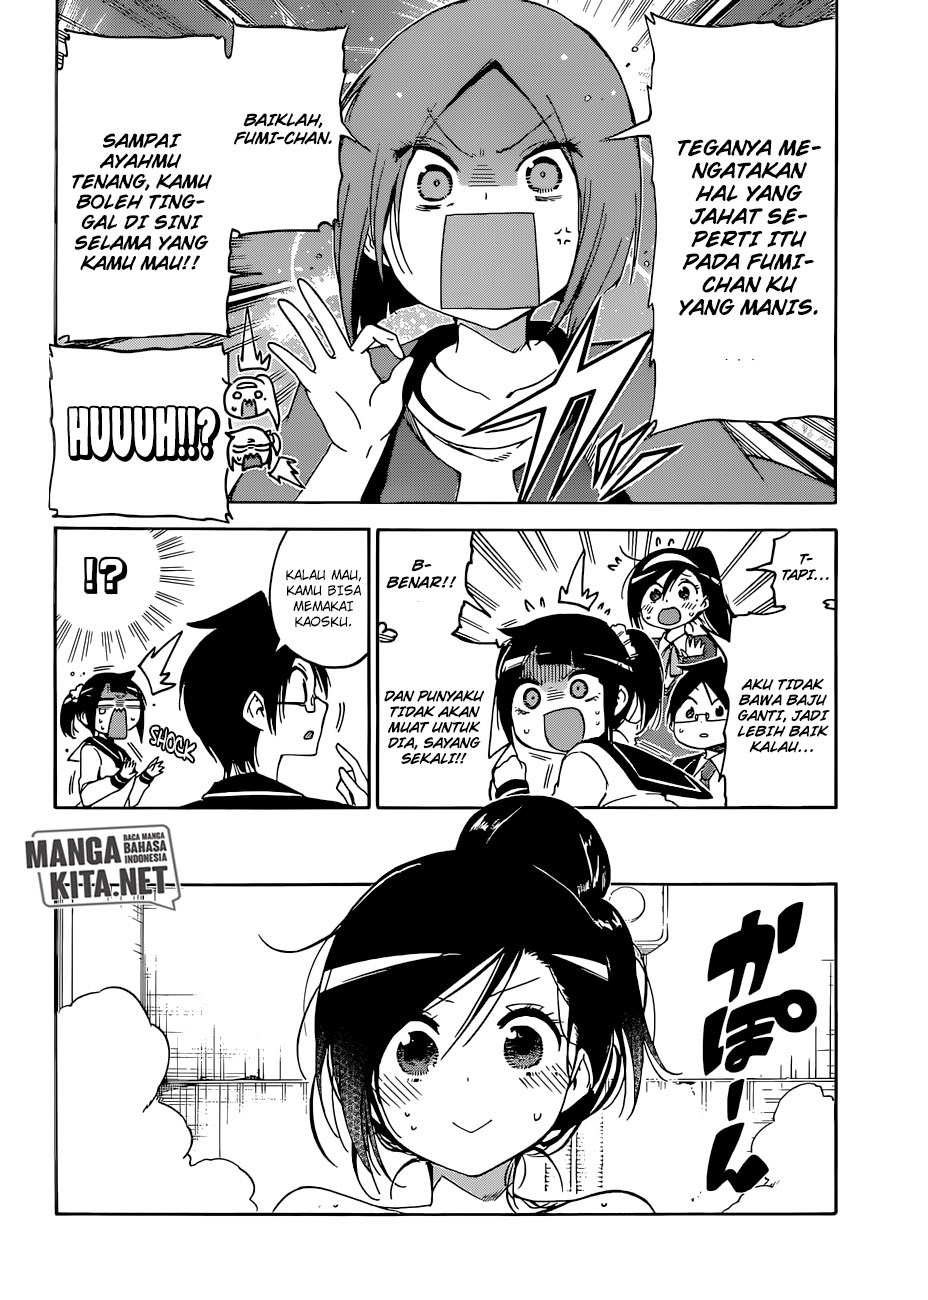 TEGANYA ME-
NGATAKAN
HAL YANG
JAHAT SE-
PERTI ITU
PADA FUMI-
CHAN KU
YANG MANIS.
...
BAIKLAH,
FUMI-CHAN.
SAMPAI
AYAHMU
TENANG, KAMU
BOLEH TING-
GAL DI SINI
SELAMA YANG
KAMU MAU!!
HUUUH!!!?
T-
TAPI...
AKU TIDAK
BAWA BAJU
GANTI, JADI
LEBIH BAIK
KALAU...
B-
BENAR!!
DAN PUNYAKU
TIDAK AKAN
MUAT UNTUK
DIA, SAYANG
SEKALI!!
KALAU MAU,
KAMU BISA
MEMAKAI
KAOSKU.
!?
SHOCK
MANGA
KITA.NET
BACA MANGA
BAHASA
INDONESIA
かぽーん